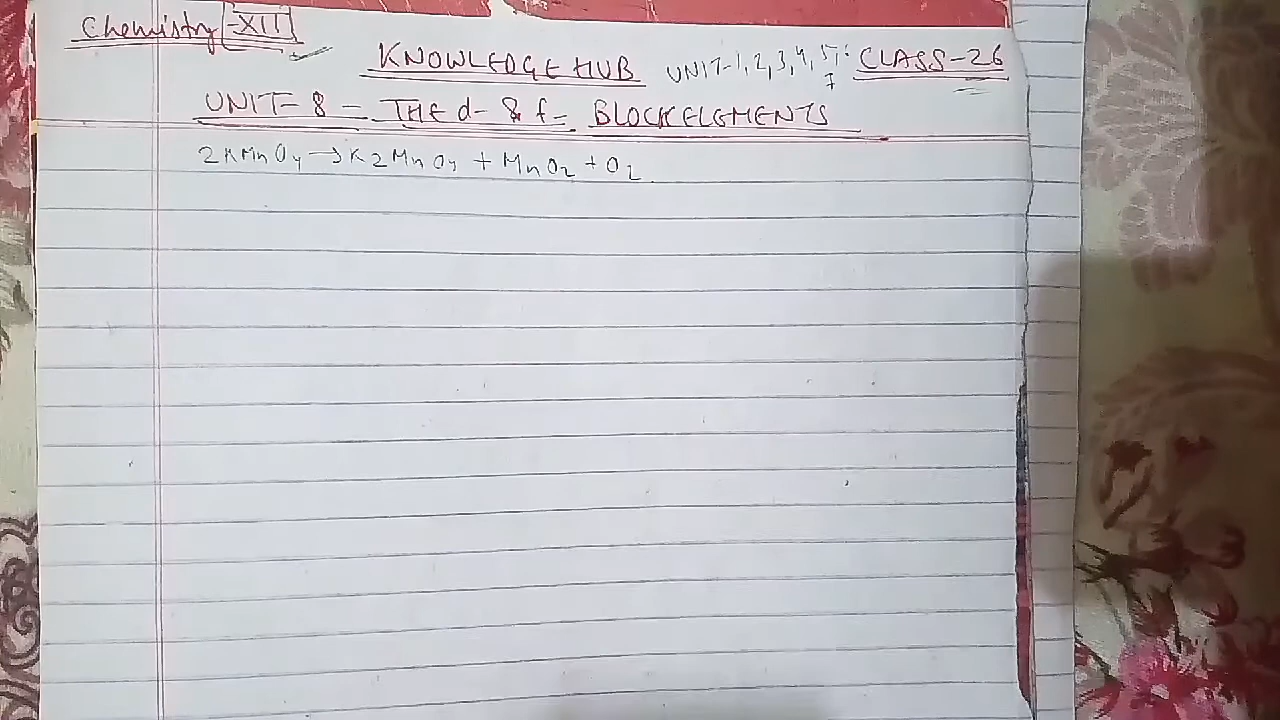 Chemistry-XII
KNOWLEDGE HUB UNIT-1,2,3,4,5, CLASS-26
7
UNIT-8 = THE d- & f= BLOCK ELEMENTS
2KMnO4 → K2MnO4 + MnO2 + O2